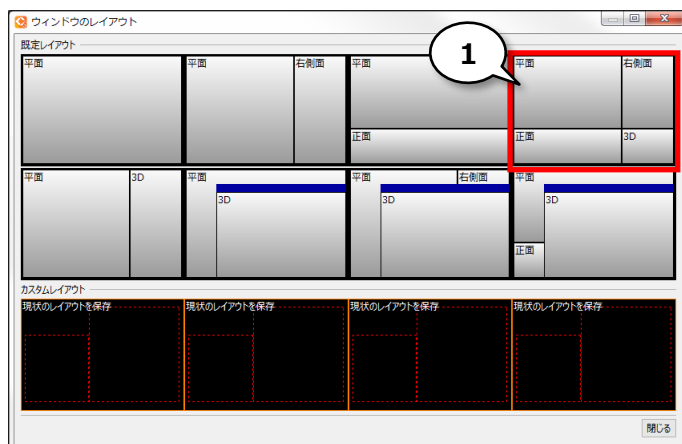 ウィンドウのレイアウト
既定レイアウト
1
平面
平面 右側面
平面
正面
平面 右側面
正面 3D
平面 3D
平面
3D
平面 右側面
3D
平面
3D
正面
カスタムレイアウト
現状のレイアウトを保存
現状のレイアウトを保存
現状のレイアウトを保存
現状のレイアウトを保存
閉じる